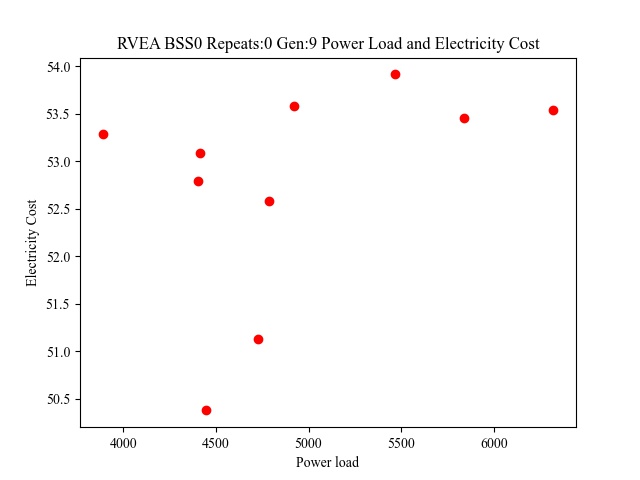 RVEA BSS0 Repeats:0 Gen:9 Power Load and Electricity Cost
54.0
53.5
53.0
52.5
52.0
51.5
51.0
50.5
Electricity Cost
4000 4500 5000 5500 6000
Power load